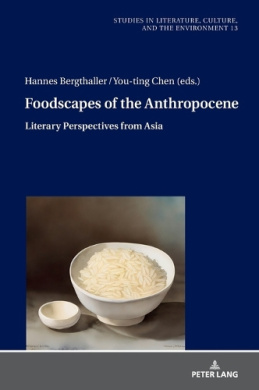 STUDIES IN LITERATURE, CULTURE,
AND THE ENVIRONMENT 13
Hannes Bergthaller / You-ting Chen (eds.)
Foodscapes of the Anthropocene
Literary Perspectives from Asia
PETER LANG